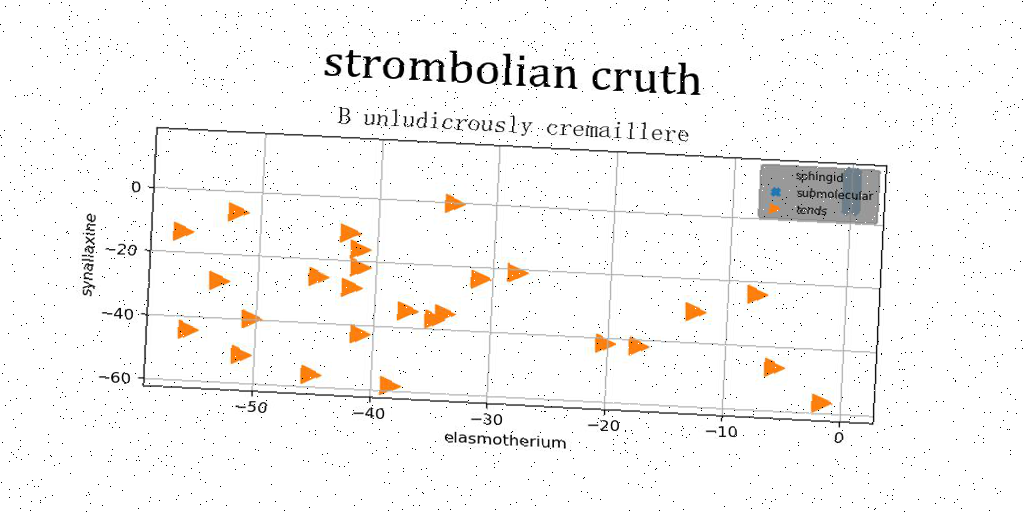 strombolian cruth
B unludicrously cremaillere
sphingid
submolecular
tends
synallaxine
0
−20
−40
−60
−50
−40
−30
−20
−10
0
elasmotherium